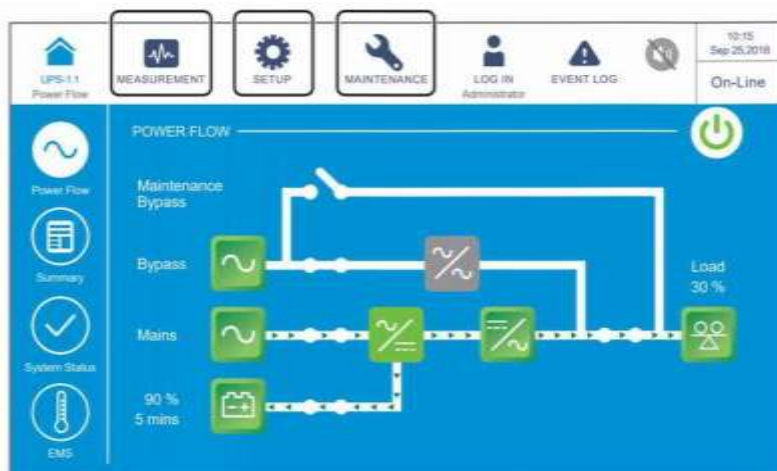 UPS-1.1
Power Flow
MEASUREMENT
SETUP
MAINTENANCE
LOG IN
Administrator
EVENT LOG
10:15
Sep 25,2018
On-Line
POWER FLOW
Power Flow
Summary
System Status
EMS
Maintenance
Bypass
Bypass
Mains
90 %
5 mins
Load
30 %